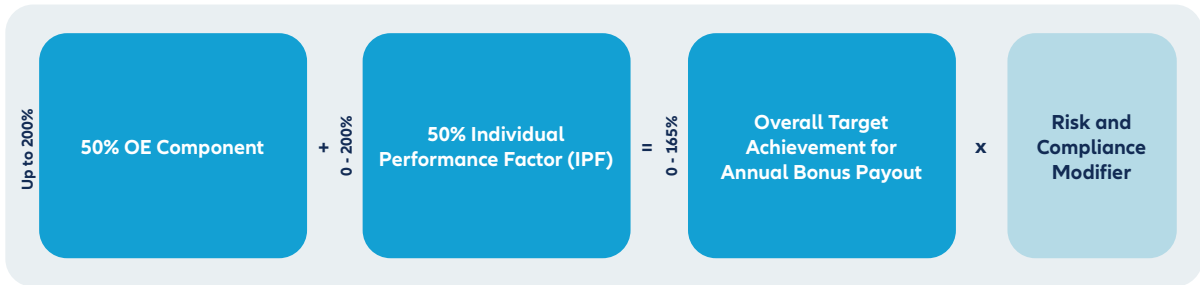 Up to 200%
50% OE Component
+
0 - 200%
50% Individual
Performance Factor (IPF)
=
0 - 165%
Overall Target
Achievement for
Annual Bonus Payout
x
Risk and
Compliance
Modifier